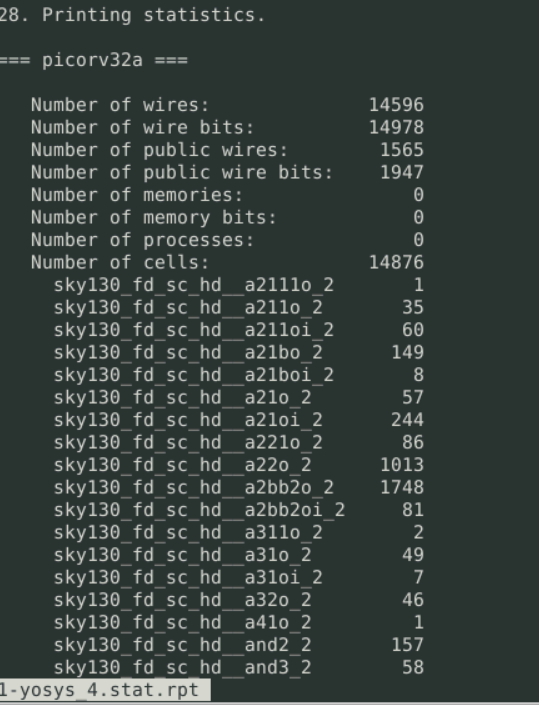 28. Printing statistics.
=== picorv32a ===
Number of wires: 14596
Number of wire bits: 14978
Number of public wires: 1565
Number of public wire bits: 1947
Number of memories: 0
Number of memory bits: 0
Number of processes: 0
Number of cells: 14876
sky130_fd_sc_hd__a2111o_2 1
sky130_fd_sc_hd__a211o_2 35
sky130_fd_sc_hd__a211oi_2 60
sky130_fd_sc_hd__a21bo_2 149
sky130_fd_sc_hd__a21boi_2 8
sky130_fd_sc_hd__a21o_2 57
sky130_fd_sc_hd__a21oi_2 244
sky130_fd_sc_hd__a221o_2 86
sky130_fd_sc_hd__a22o_2 1013
sky130_fd_sc_hd__a2bb2o_2 1748
sky130_fd_sc_hd__a2bb2oi_2 81
sky130_fd_sc_hd__a311o_2 2
sky130_fd_sc_hd__a31o_2 49
sky130_fd_sc_hd__a31oi_2 7
sky130_fd_sc_hd__a32o_2 46
sky130_fd_sc_hd__a41o_2 1
sky130_fd_sc_hd__and2_2 157
sky130_fd_sc_hd__and3_2 58
1-yosys_4.stat.rpt